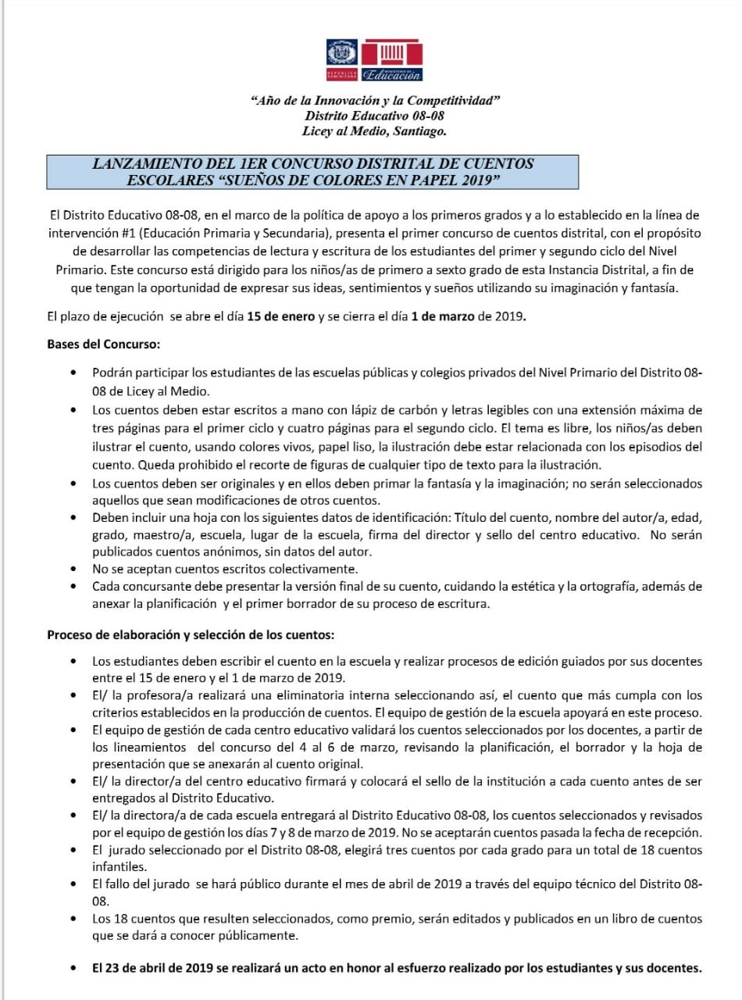 REPÚBLICA
DOMINICANA
MINISTERIO DE
Educación
“Año de la Innovación y la Competitividad”
Distrito Educativo 08-08
Licey al Medio, Santiago.
LANZAMIENTO DEL 1ER CONCURSO DISTRITAL DE CUENTOS
ESCOLARES “SUEÑOS DE COLORES EN PAPEL 2019”
El Distrito Educativo 08-08, en el marco de la política de apoyo a los primeros grados y a lo establecido en la línea de
intervención #1 (Educación Primaria y Secundaria), presenta el primer concurso de cuentos distrital, con el propósito
de desarrollar las competencias de lectura y escritura de los estudiantes del primer y segundo ciclo del Nivel
Primario. Este concurso está dirigido para los niños/as de primero a sexto grado de esta Instancia Distrital, a fin de
que tengan la oportunidad de expresar sus ideas, sentimientos y sueños utilizando su imaginación y fantasía.
El plazo de ejecución se abre el día 15 de enero y se cierra el día 1 de marzo de 2019.
Bases del Concurso:
• Podrán participar los estudiantes de las escuelas públicas y colegios privados del Nivel Primario del Distrito 08-
08 de Licey al Medio.
• Los cuentos deben estar escritos a mano con lápiz de carbón y letras legibles con una extensión máxima de
tres páginas para el primer ciclo y cuatro páginas para el segundo ciclo. El tema es libre, los niños/as deben
ilustrar el cuento, usando colores vivos, papel liso, la ilustración debe estar relacionada con los episodios del
cuento. Queda prohibido el recorte de figuras de cualquier tipo de texto para la ilustración.
• Los cuentos deben ser originales y en ellos deben primar la fantasía y la imaginación; no serán seleccionados
aquellos que sean modificaciones de otros cuentos.
• Deben incluir una hoja con los siguientes datos de identificación: Título del cuento, nombre del autor/a, edad,
grado, maestro/a, escuela, lugar de la escuela, firma del director y sello del centro educativo. No serán
publicados cuentos anónimos, sin datos del autor.
• No se aceptan cuentos escritos colectivamente.
• Cada concursante debe presentar la versión final de su cuento, cuidando la estética y la ortografía, además de
anexar la planificación y el primer borrador de su proceso de escritura.
Proceso de elaboración y selección de los cuentos:
• Los estudiantes deben escribir el cuento en la escuela y realizar procesos de edición guiados por sus docentes
entre el 15 de enero y el 1 de marzo de 2019.
• El/ la profesora/a realizará una eliminatoria interna seleccionando así, el cuento que más cumpla con los
criterios establecidos en la producción de cuentos. El equipo de gestión de la escuela apoyará en este proceso.
• El equipo de gestión de cada centro educativo validará los cuentos seleccionados por los docentes, a partir de
los lineamientos del concurso del 4 al 6 de marzo, revisando la planificación, el borrador y la hoja de
presentación que se anexarán al cuento original.
• El/ la director/a del centro educativo firmará y colocará el sello de la institución a cada cuento antes de ser
entregados al Distrito Educativo.
• El/ la directora/a de cada escuela entregará al Distrito Educativo 08-08, los cuentos seleccionados y revisados
por el equipo de gestión los días 7 y 8 de marzo de 2019. No se aceptarán cuentos pasada la fecha de recepción.
• El jurado seleccionado por el Distrito 08-08, elegirá tres cuentos por cada grado para un total de 18 cuentos
infantiles.
• El fallo del jurado se hará público durante el mes de abril de 2019 a través del equipo técnico del Distrito 08-
08.
• Los 18 cuentos que resulten seleccionados, como premio, serán editados y publicados en un libro de cuentos
que se dará a conocer públicamente.
• El 23 de abril de 2019 se realizará un acto en honor al esfuerzo realizado por los estudiantes y sus docentes.